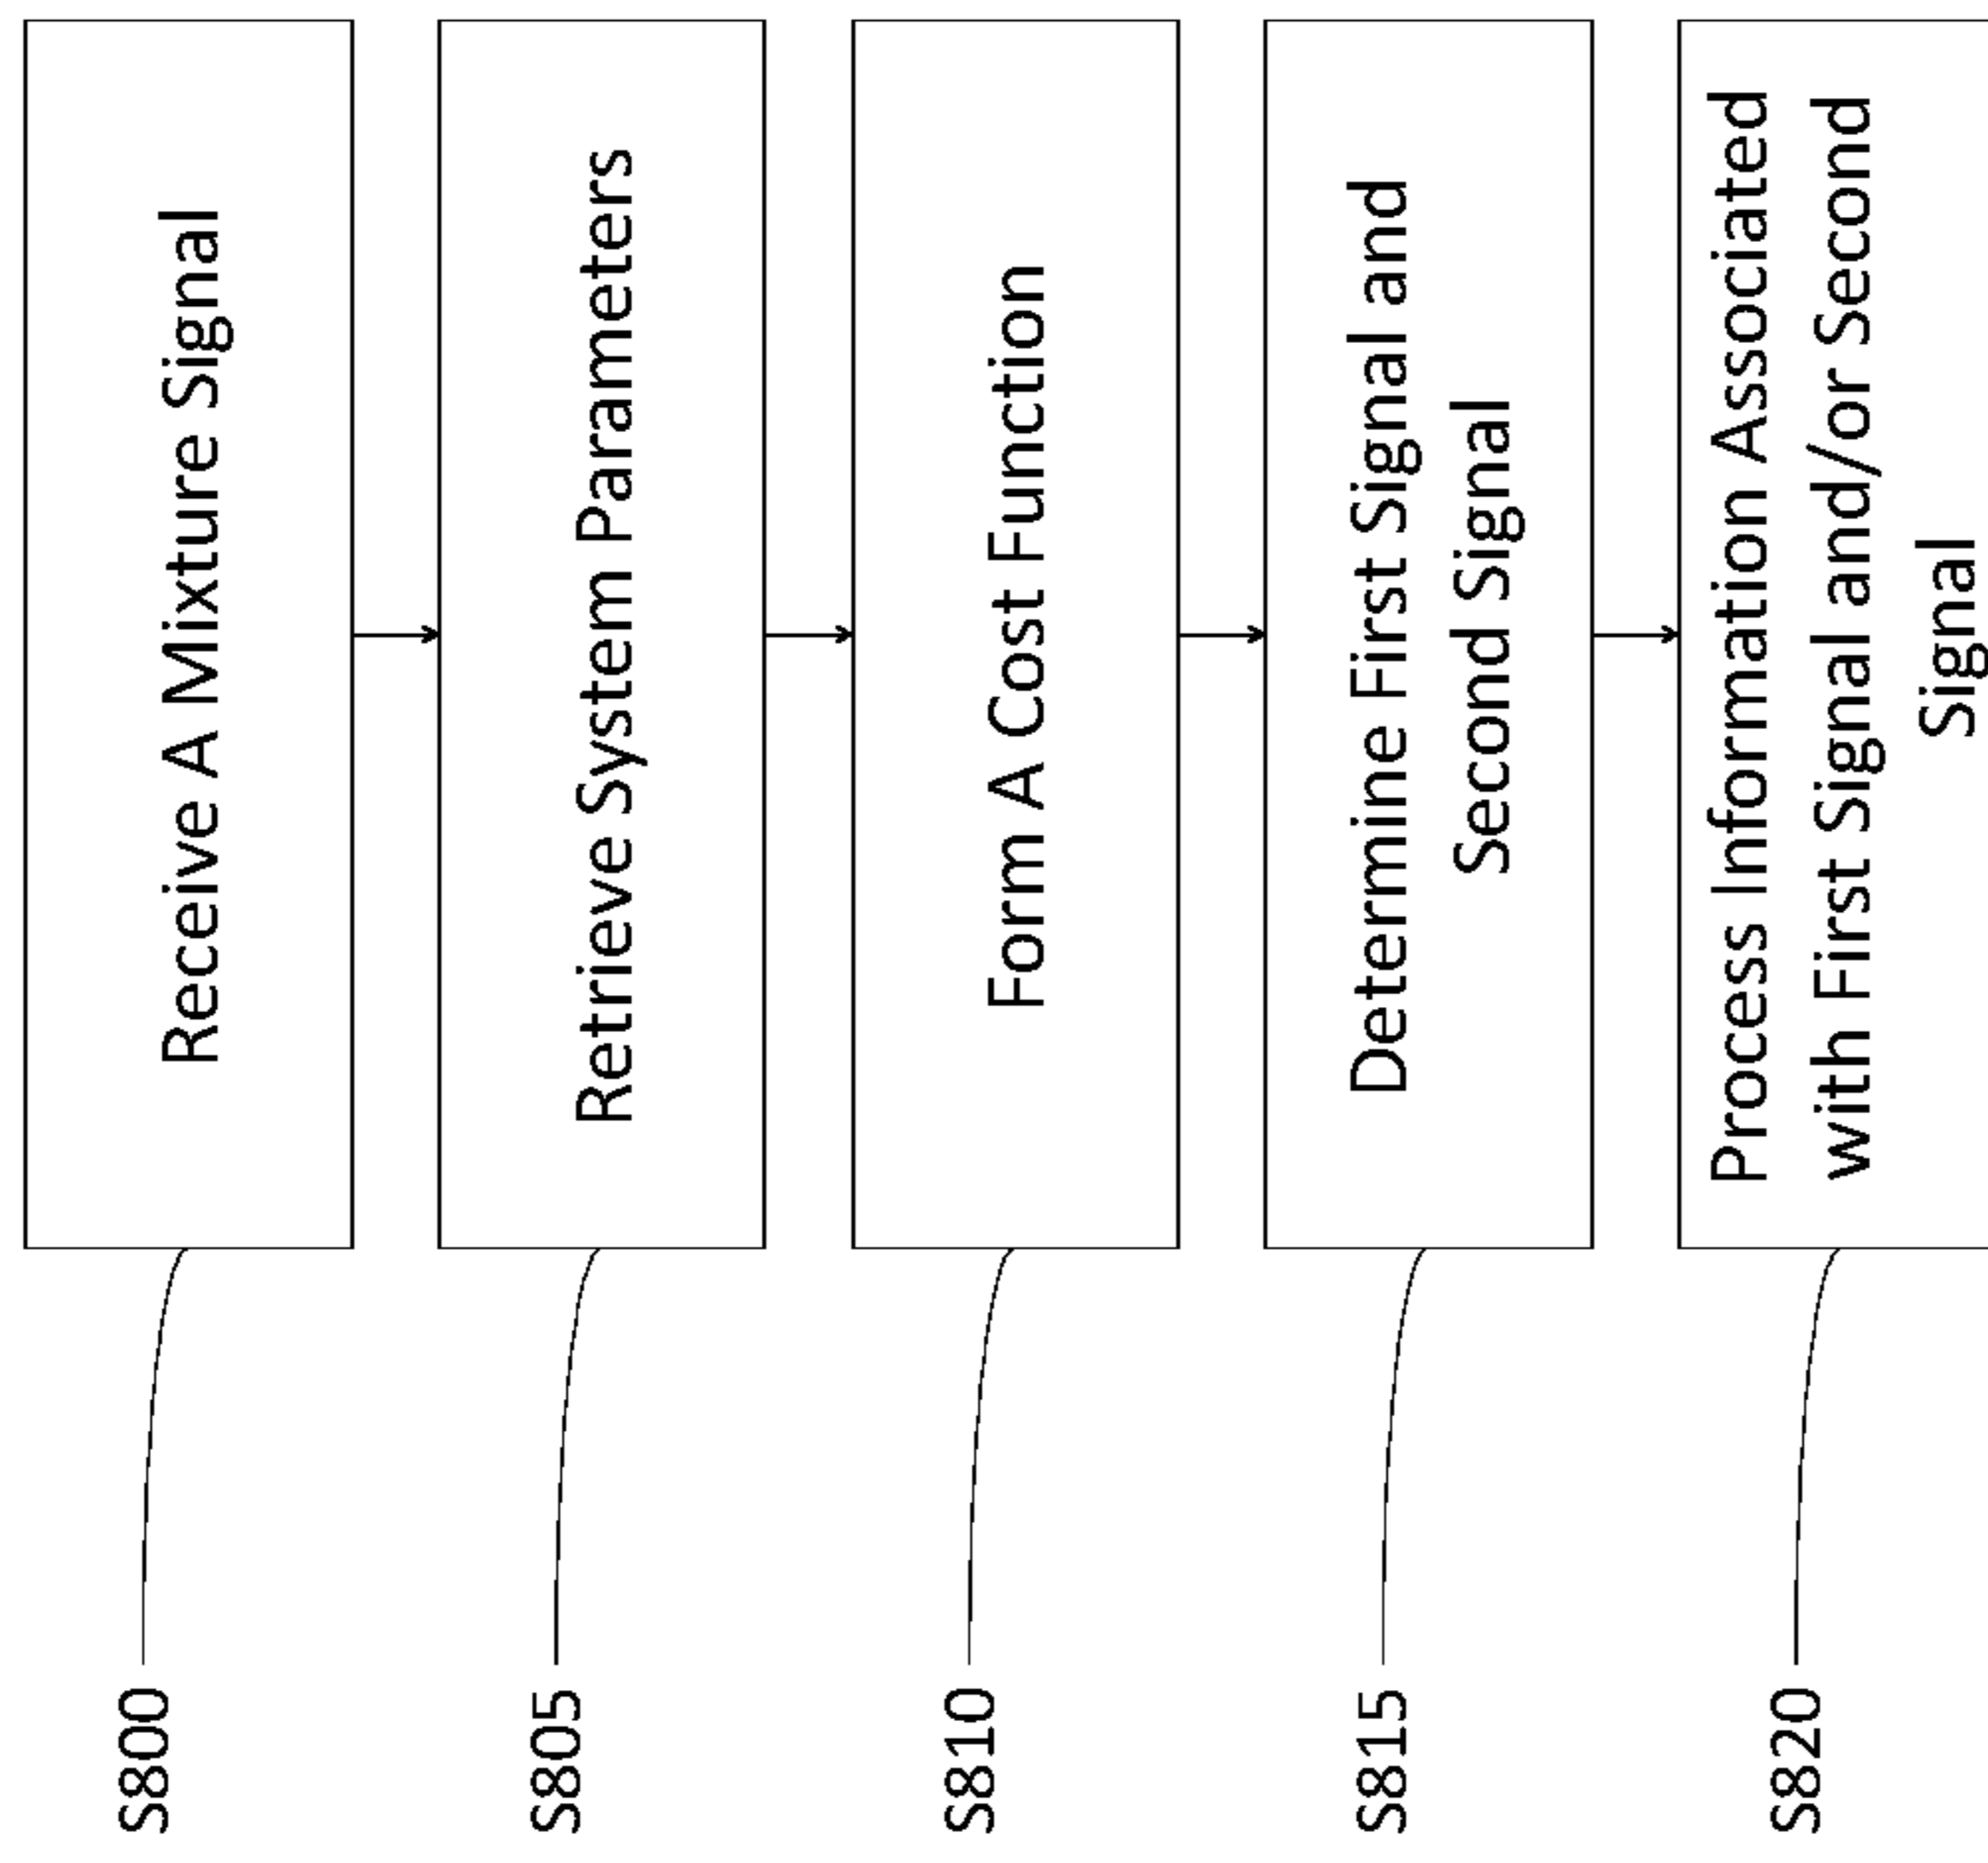 S800
Receive A Mixture Signal
S805
Retrieve System Parameters
S810
Form A Cost Function
S815
Determine First Signal and
Second Signal
S820
Process Information Associated
with First Signal and/or Second
Signal